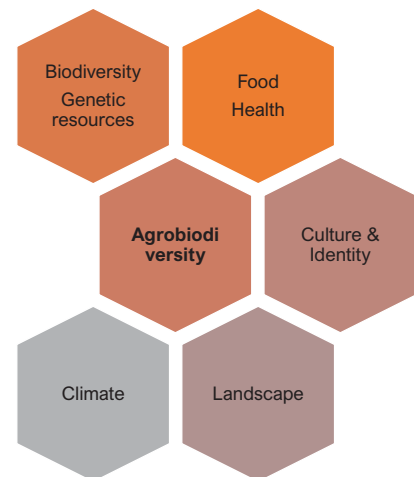 Biodiversity
Genetic
resources
Food
Health
Agrobiodi
versity
Culture &
Identity
Climate
Landscape